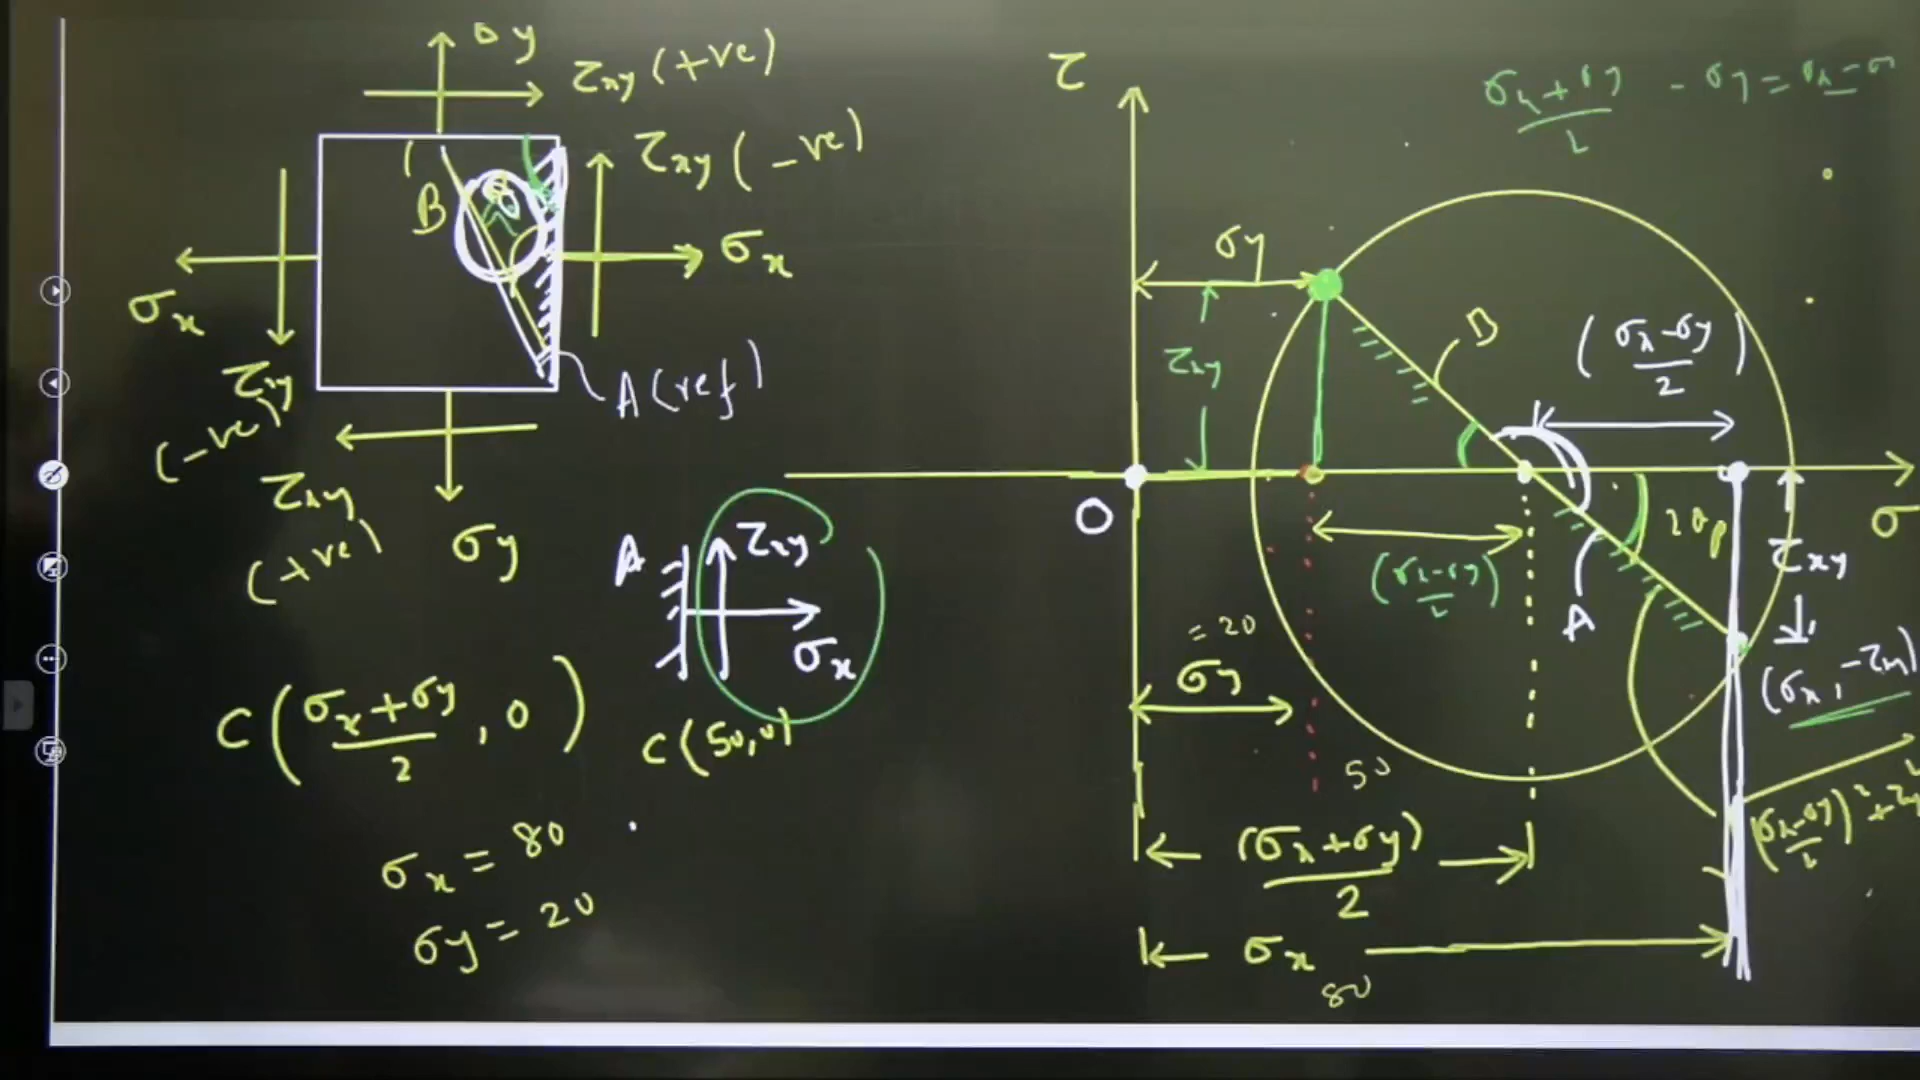 σy
τxy (+ve)
τxy (-ve)
B
θ
σx
σx
τxy
(-ve)
A (ref)
τxy
(+ve)
σy
A
τxy
σx
C(50,0)
C((σx+σy)/2, 0)
σx = 80
σy = 20
τ
(σx+σy)/2 - σy = σx-σ
σy
τxy
B
((σx-σy)/2)
O
2θp
σ
τxy
((σx-σy)/2)
A
= 20
σy
(σx, -τxy)
50
(σx+σy)/2
σx
80